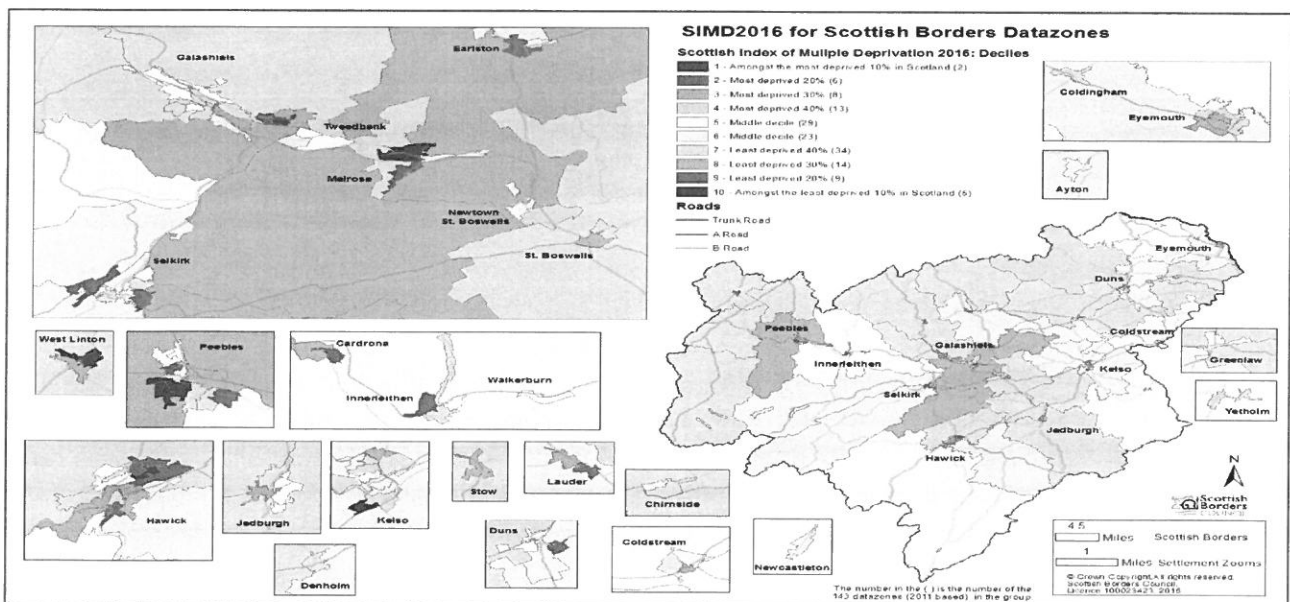 SIMD2016 for Scottish Borders Datazones
Scottish Index of Muliple Deprivation 2016: Deciles
1 - Amongst the most deprived 10% in Scotland (2)
2 - Most deprived 20% (6)
3 - Most deprived 30% (8)
4 - Most deprived 40% (13)
5 - Middle decile (29)
6 - Middle decile (23)
7 - Least deprived 40% (34)
8 - Least deprived 30% (14)
9 - Least deprived 20% (9)
10 - Amongst the least deprived 10% in Scotland (5)
Roads
Trunk Road
A Road
B Road
Galashiels
Earlston
Tweedbank
Melrose
Newtown
St. Boswells
St. Boswells
Selkirk
Coldingham
Eyemouth
Ayton
Eyemouth
Duns
Peebles
Galashiels
Coldstream
Innerleithen
Kelso
Selkirk
Jedburgh
Hawick
Greenlaw
Yetholm
West Linton
Peebles
Cardrona
Innerleithen
Walkerburn
Hawick
Jedburgh
Kelso
Stow
Lauder
Chirnside
Denholm
Duns
Coldstream
Newcastleton
N
Scottish
Borders
COUNCIL
4.5
Miles Scottish Borders
1
Miles Settlement Zooms
© Crown Copyright. All rights reserved.
Scottish Borders Council,
Licence 100023423, 2016
The number in the ( ) is the number of the
143 datazones (2011 based) in the group.